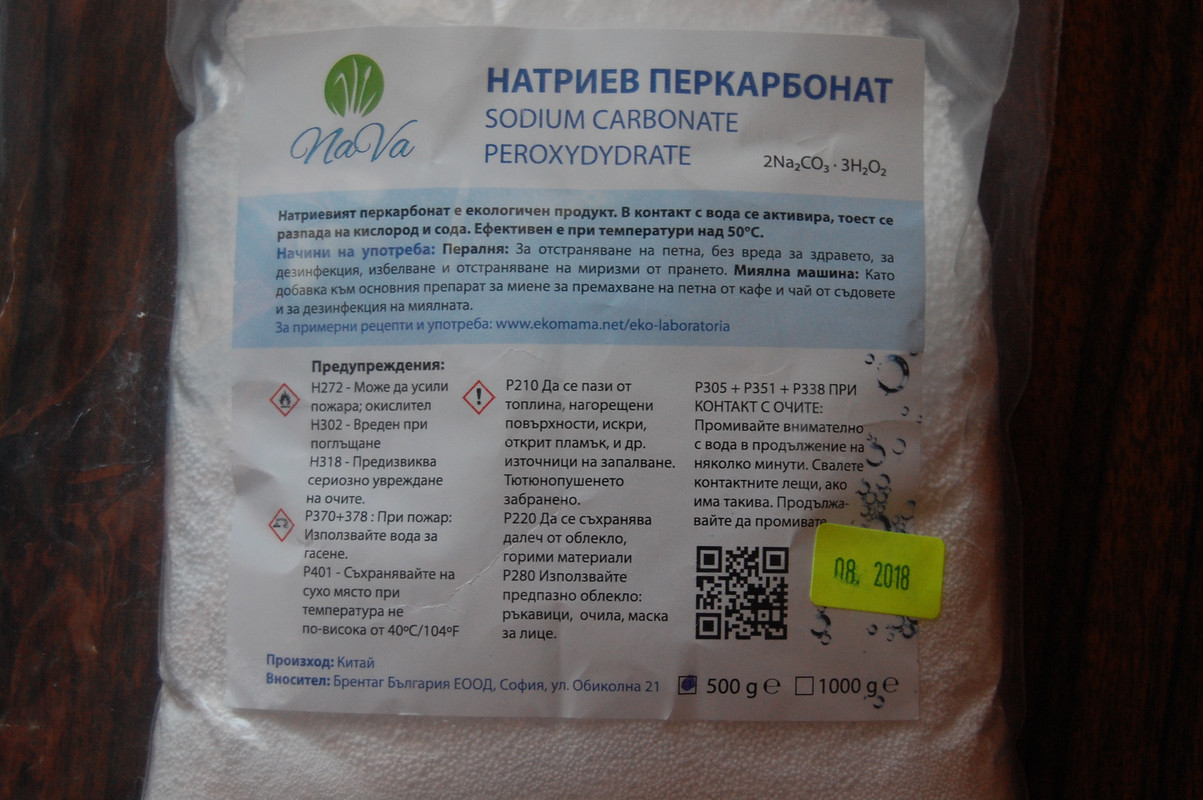 NaVa
НАТРИЕВ ПЕРКАРБОНАТ
SODIUM CARBONATE
PEROXYDYDRATE
2Na₂CO₃ · 3H₂O₂
Натриевият перкарбонат е екологичен продукт. В контакт с вода се активира, тоест се
разпада на кислород и сода. Ефективен е при температури над 50°C.
Начини на употреба: Пералня: За отстраняване на петна, без вреда за здравето, за
дезинфекция, избелване и отстраняване на миризми от прането. Миялна машина: Като
добавка към основния препарат за миене за премахване на петна от кафе и чай от съдовете
и за дезинфекция на миялната.
За примерни рецепти и употреба: www.ekomama.net/eko-laboratoria
Предупреждения:
H272 - Може да усили
пожара; окислител
H302 - Вреден при
поглъщане
H318 - Предизвиква
сериозно увреждане
на очите.
P370+378 : При пожар:
Използвайте вода за
гасене.
P401 - Съхранявайте на
сухо място при
температура не
по-висока от 40ºC/104ºF
P210 Да се пази от
топлина, нагорещени
повърхности, искри,
открит пламък, и др.
източници на запалване.
Тютюнопушенето
забранено.
P220 Да се съхранява
далеч от облекло,
горими материали
P280 Използвайте
предпазно облекло:
ръкавици, очила, маска
за лице.
P305 + P351 + P338 ПРИ
КОНТАКТ С ОЧИТЕ:
Промивайте внимателно
с вода в продължение на
няколко минути. Свалете
контактните лещи, ако
има такива. Продължа-
вайте да промивате
08. 2018
Произход: Китай
Вносител: Брентаг България ЕООД, София, ул. Обиколна 21
500 g ℮
1000 g ℮